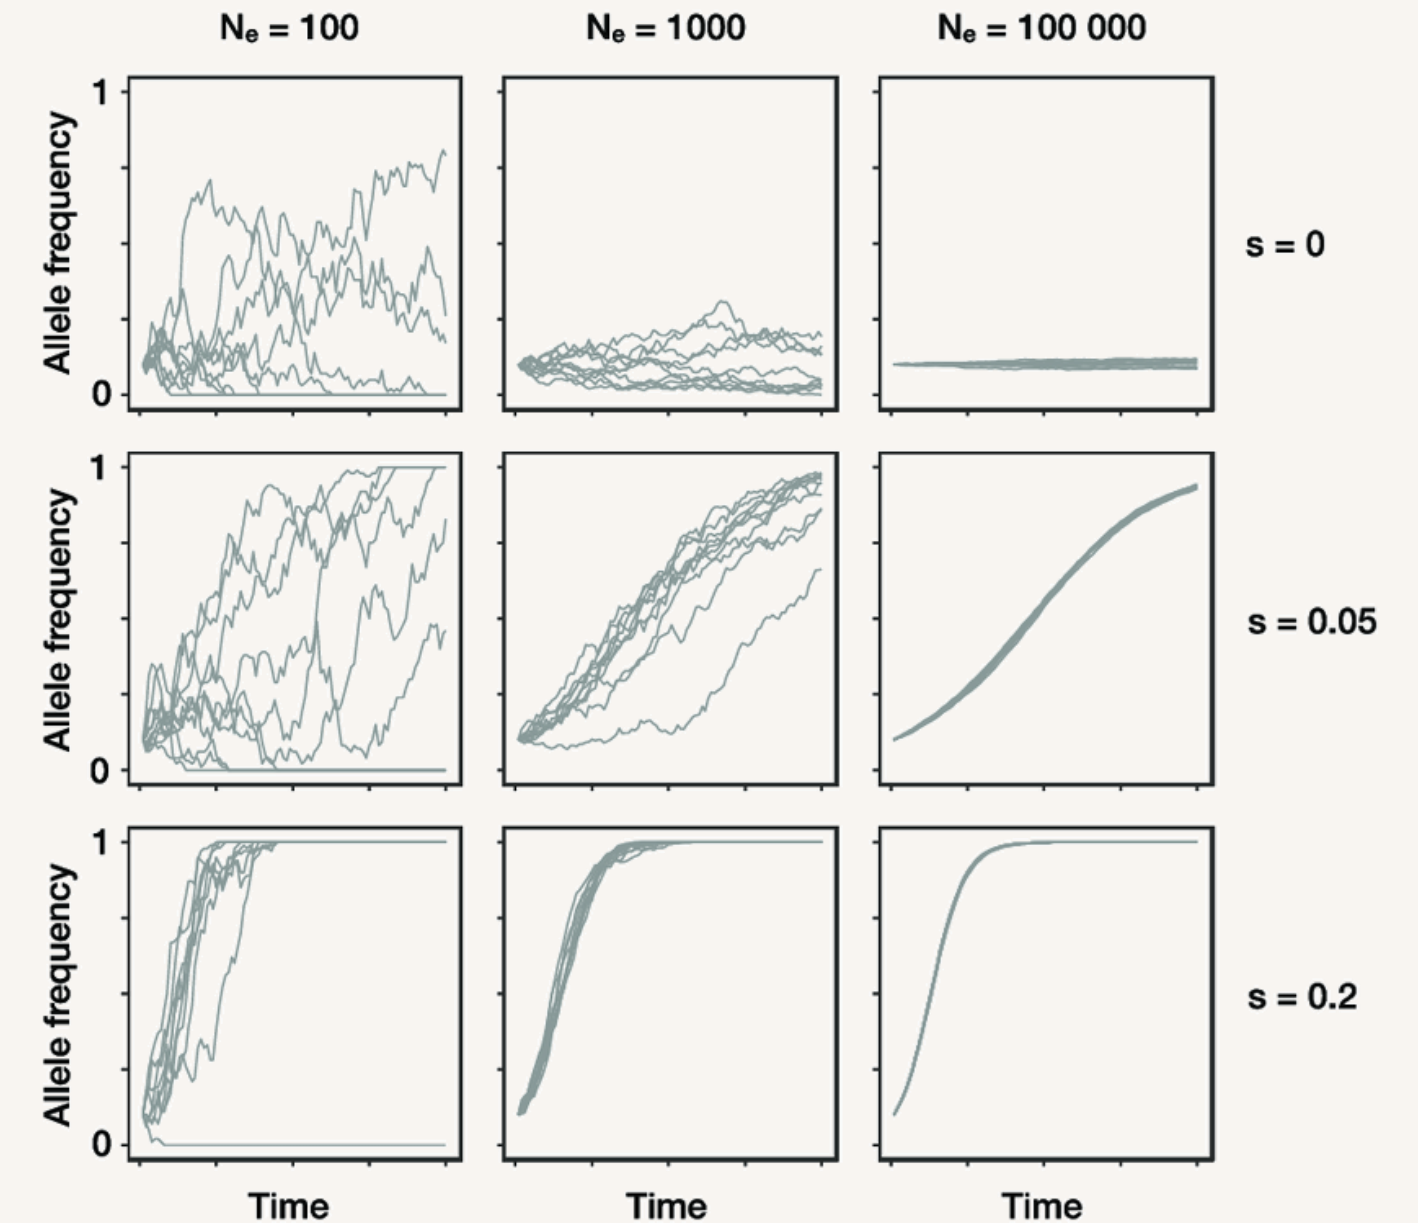 Nₑ = 100 Nₑ = 1000 Nₑ = 100 000
1
Allele frequency
0
s = 0
1
Allele frequency
0
s = 0.05
1
Allele frequency
0
s = 0.2
Time Time Time